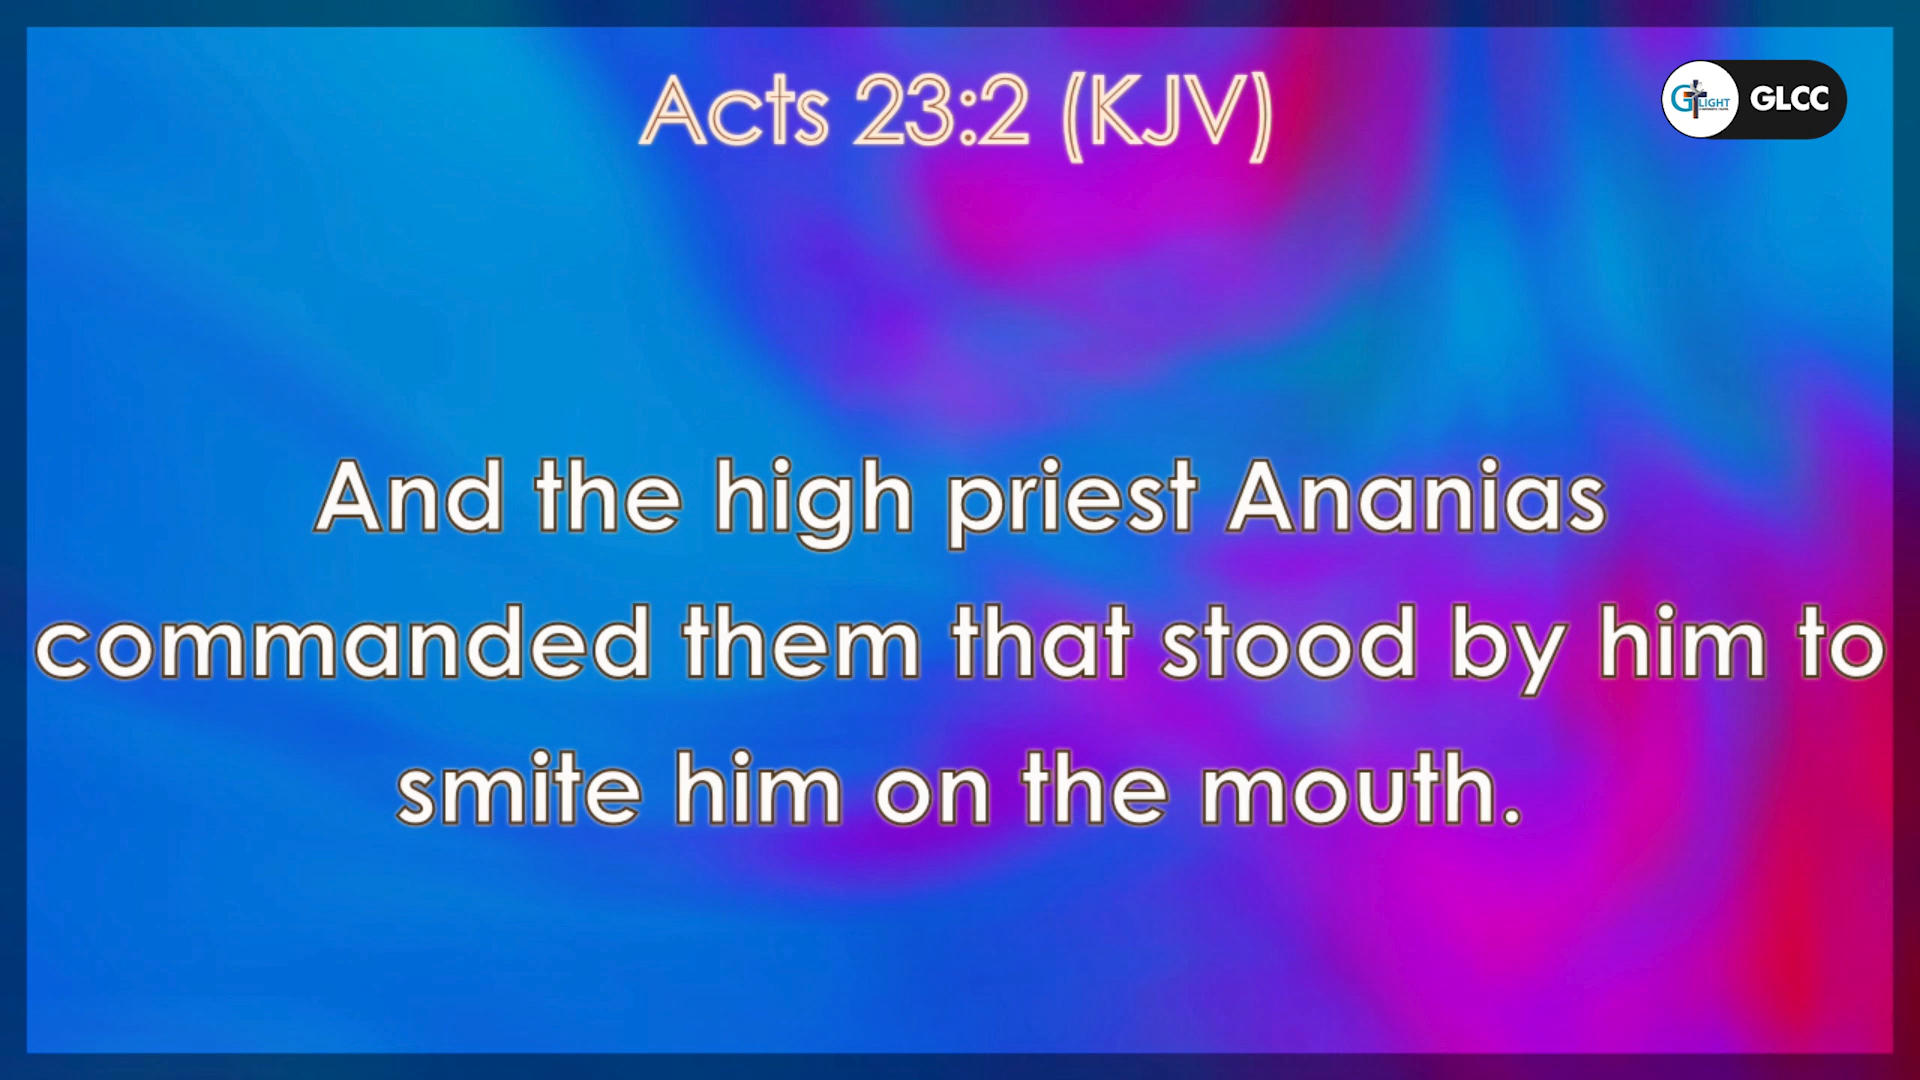 Acts 23:2 (KJV)
G LIGHT
GLCC
And the high priest Ananias
commanded them that stood by him to
smite him on the mouth.